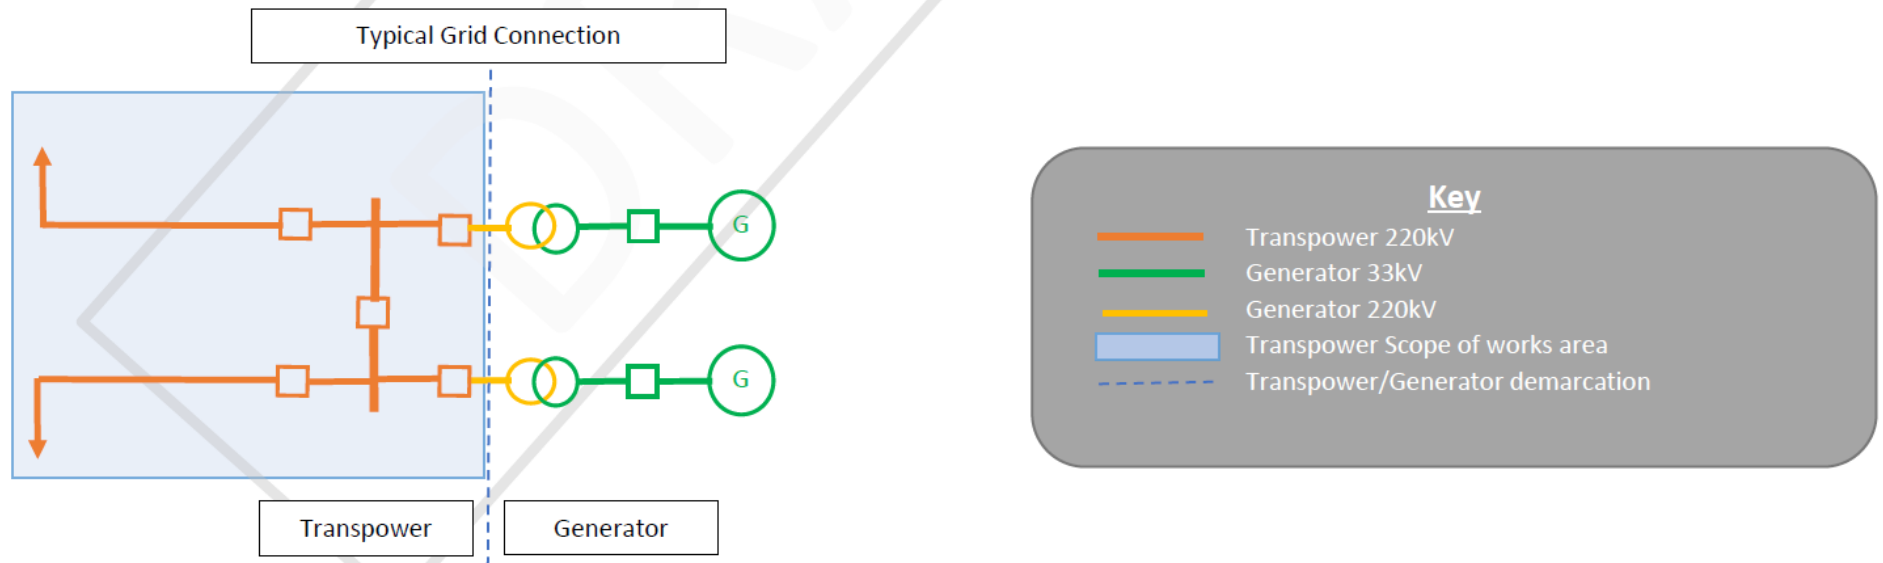 Typical Grid Connection
G
G
Transpower
Generator
Key
Transpower 220kV
Generator 33kV
Generator 220kV
Transpower Scope of works area
Transpower/Generator demarcation